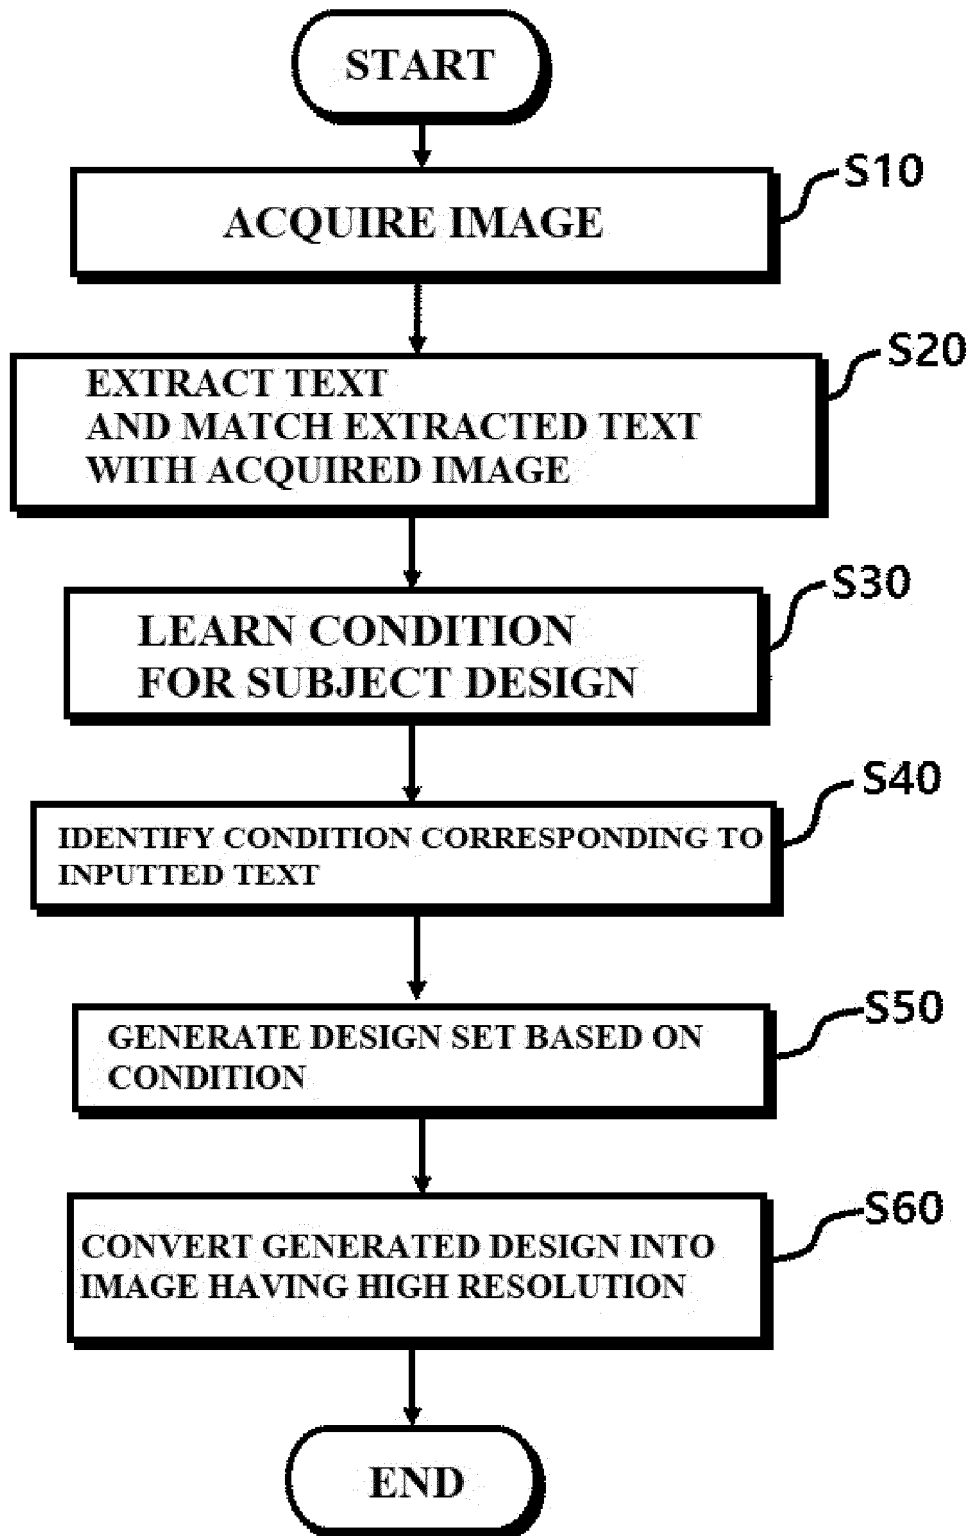 START
S10
ACQUIRE IMAGE
S20
EXTRACT TEXT
AND MATCH EXTRACTED TEXT
WITH ACQUIRED IMAGE
S30
LEARN CONDITION
FOR SUBJECT DESIGN
S40
IDENTIFY CONDITION CORRESPONDING TO
INPUTTED TEXT
S50
GENERATE DESIGN SET BASED ON
CONDITION
S60
CONVERT GENERATED DESIGN INTO
IMAGE HAVING HIGH RESOLUTION
END